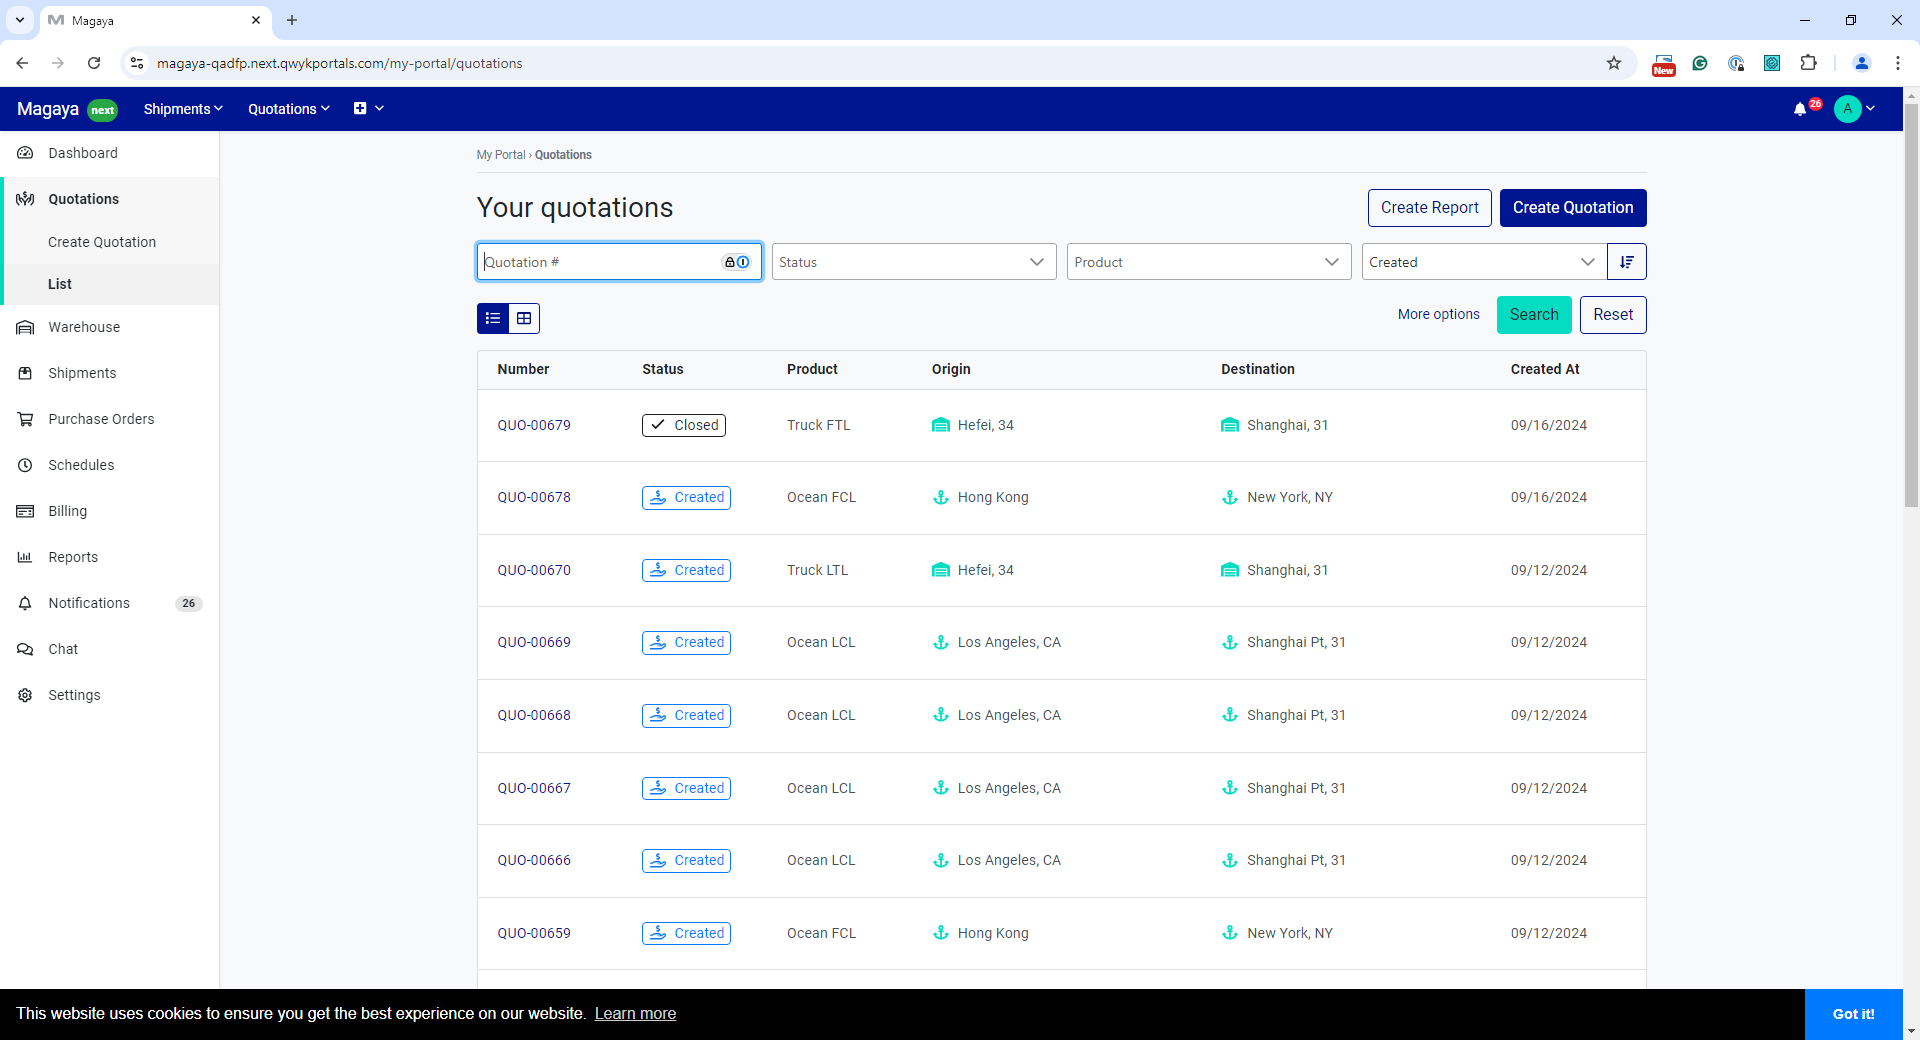 Magaya
magaya-qadfp.next.qwykportals.com/my-portal/quotations
New
Magaya next Shipments Quotations 26 A
Dashboard
Quotations
Create Quotation
List
Warehouse
Shipments
Purchase Orders
Schedules
Billing
Reports
Notifications 26
Chat
Settings
My Portal › Quotations
Your quotations
Create Report Create Quotation
Quotation # Status Product Created
More options Search Reset
Number Status Product Origin Destination Created At
QUO-00679 Closed Truck FTL Hefei, 34 Shanghai, 31 09/16/2024
QUO-00678 Created Ocean FCL Hong Kong New York, NY 09/16/2024
QUO-00670 Created Truck LTL Hefei, 34 Shanghai, 31 09/12/2024
QUO-00669 Created Ocean LCL Los Angeles, CA Shanghai Pt, 31 09/12/2024
QUO-00668 Created Ocean LCL Los Angeles, CA Shanghai Pt, 31 09/12/2024
QUO-00667 Created Ocean LCL Los Angeles, CA Shanghai Pt, 31 09/12/2024
QUO-00666 Created Ocean LCL Los Angeles, CA Shanghai Pt, 31 09/12/2024
QUO-00659 Created Ocean FCL Hong Kong New York, NY 09/12/2024
This website uses cookies to ensure you get the best experience on our website. Learn more
Got it!